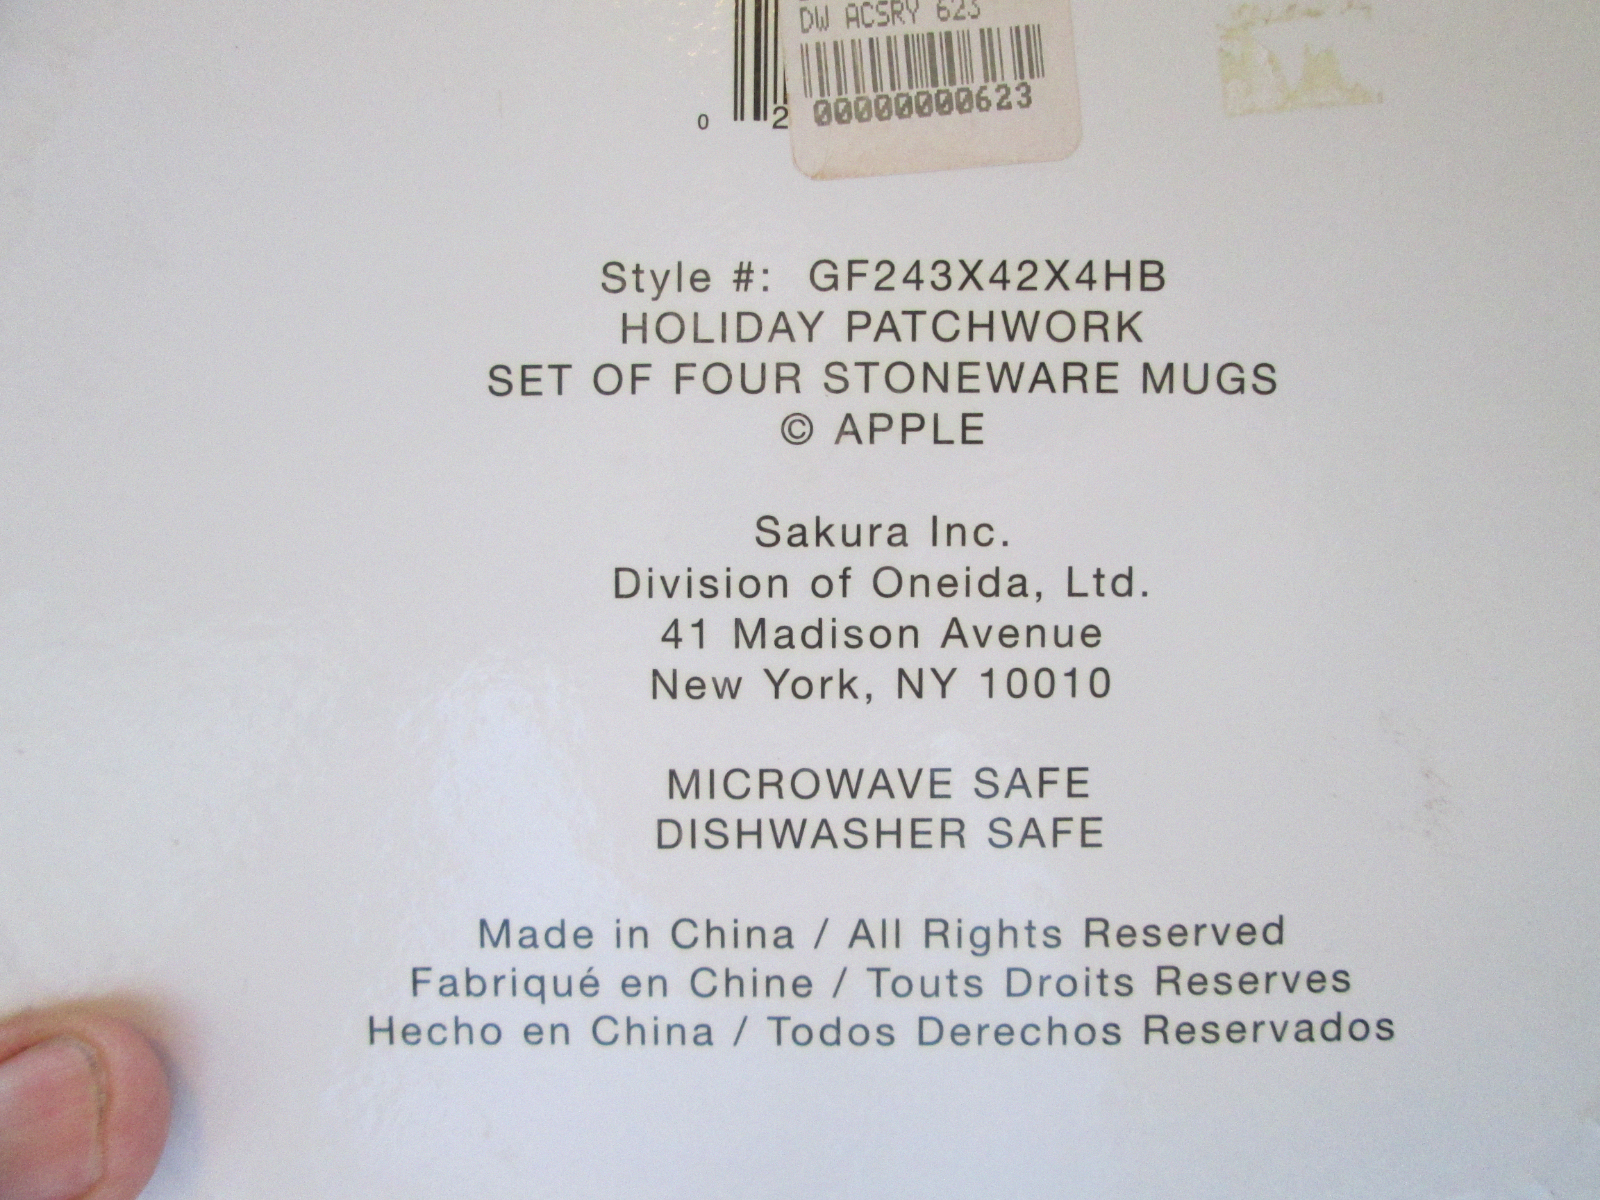 DW ACSRY 623
00000000623
0 2
Style #: GF243X42X4HB
HOLIDAY PATCHWORK
SET OF FOUR STONEWARE MUGS
© APPLE
Sakura Inc.
Division of Oneida, Ltd.
41 Madison Avenue
New York, NY 10010
MICROWAVE SAFE
DISHWASHER SAFE
Made in China / All Rights Reserved
Fabriqué en Chine / Touts Droits Reserves
Hecho en China / Todos Derechos Reservados